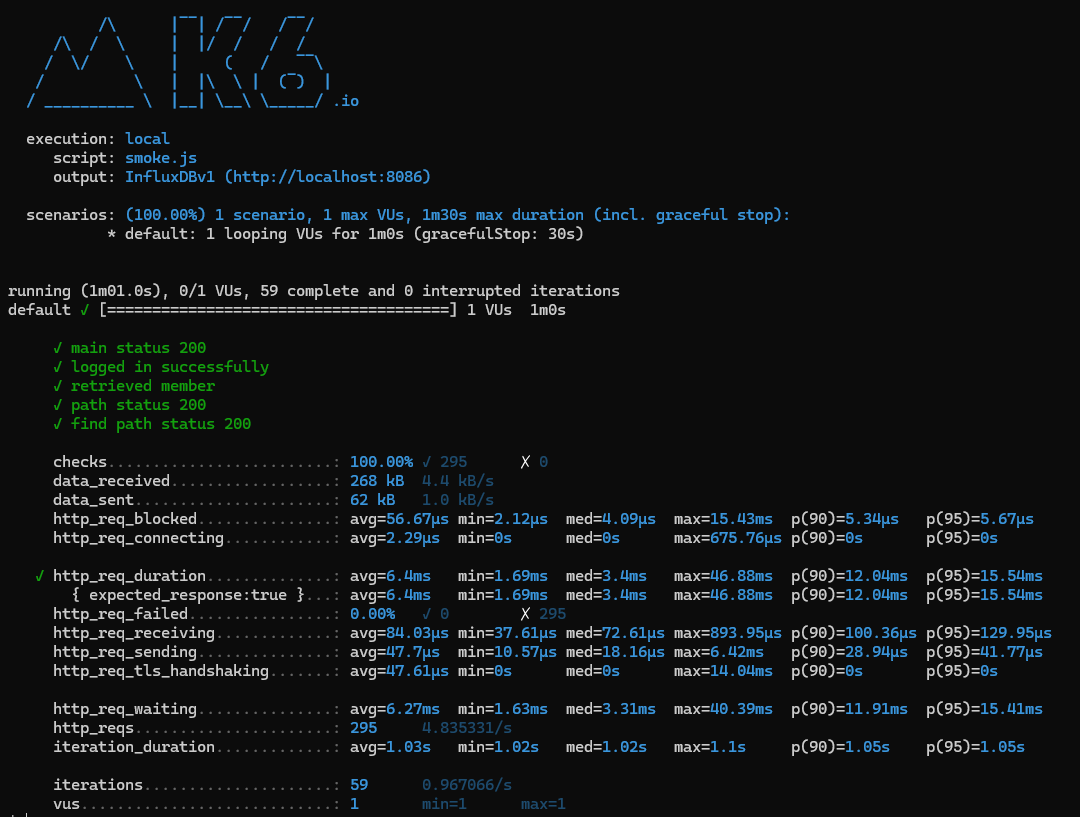 /\      |‾‾| /‾‾/   /‾‾/
     /\  /  \     |  |/  /   /  /
    /  \/    \    |     (   /   ‾‾\
   /          \   |  |\  \ |  (‾)  |
  / __________ \  |__| \__\ \_____/ .io
execution: local
script: smoke.js
output: InfluxDBv1 (http://localhost:8086)
scenarios: (100.00%) 1 scenario, 1 max VUs, 1m30s max duration (incl. graceful stop):
* default: 1 looping VUs for 1m0s (gracefulStop: 30s)
running (1m01.0s), 0/1 VUs, 59 complete and 0 interrupted iterations
default ✓ [======================================] 1 VUs  1m0s
✓ main status 200
✓ logged in successfully
✓ retrieved member
✓ path status 200
✓ find path status 200
checks.........................: 100.00% ✓ 295      ✗ 0
data_received..................: 268 kB  4.4 kB/s
data_sent......................: 62 kB   1.0 kB/s
http_req_blocked...............: avg=56.67µs min=2.12µs  med=4.09µs  max=15.43ms  p(90)=5.34µs   p(95)=5.67µs
http_req_connecting............: avg=2.29µs  min=0s      med=0s      max=675.76µs p(90)=0s       p(95)=0s
✓ http_req_duration..............: avg=6.4ms   min=1.69ms  med=3.4ms   max=46.88ms  p(90)=12.04ms  p(95)=15.54ms
{ expected_response:true }...: avg=6.4ms   min=1.69ms  med=3.4ms   max=46.88ms  p(90)=12.04ms  p(95)=15.54ms
http_req_failed................: 0.00%   ✓ 0        ✗ 295
http_req_receiving.............: avg=84.03µs min=37.61µs med=72.61µs max=893.95µs p(90)=100.36µs p(95)=129.95µs
http_req_sending...............: avg=47.7µs  min=10.57µs med=18.16µs max=6.42ms   p(90)=28.94µs  p(95)=41.77µs
http_req_tls_handshaking.......: avg=47.61µs min=0s      med=0s      max=14.04ms  p(90)=0s       p(95)=0s
http_req_waiting...............: avg=6.27ms  min=1.63ms  med=3.31ms  max=40.39ms  p(90)=11.91ms  p(95)=15.41ms
http_reqs......................: 295     4.835331/s
iteration_duration.............: avg=1.03s   min=1.02s   med=1.02s   max=1.1s     p(90)=1.05s    p(95)=1.05s
iterations.....................: 59      0.967066/s
vus............................: 1       min=1      max=1